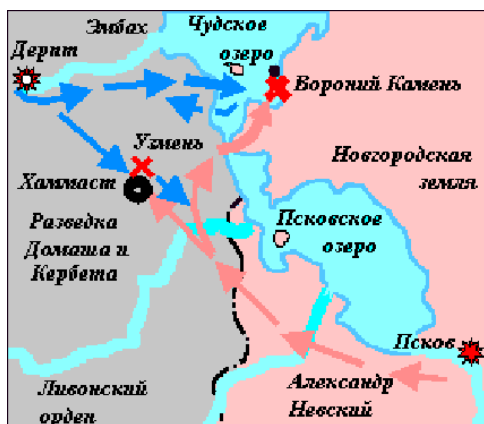 Эмбах
Чудское
озеро
Дерпт
Вороний Камень
Узмень
Хаммаст
Новгородская
земля
Разведка
Домаша и
Кербета
Псковское
озеро
Псков
Ливонский
орден
Александр
Невский